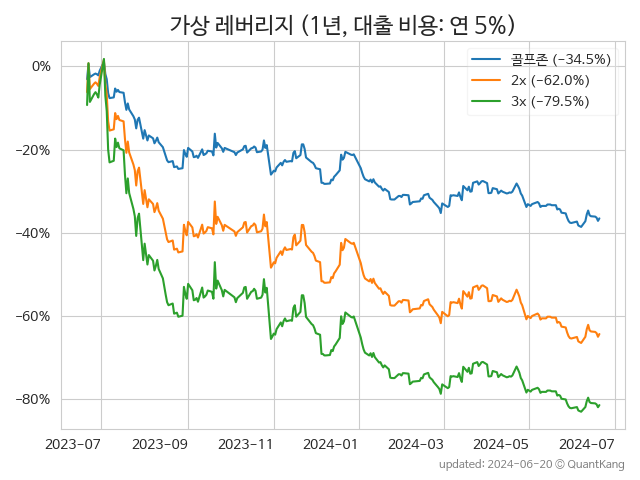 가상 레버리지 (1년, 대출 비용: 연 5%)
골프존 (−34.5%)
2x (−62.0%)
3x (−79.5%)
0%
−20%
−40%
−60%
−80%
2023-07 2023-09 2023-11 2024-01 2024-03 2024-05 2024-07
updated: 2024-06-20 © QuantKang